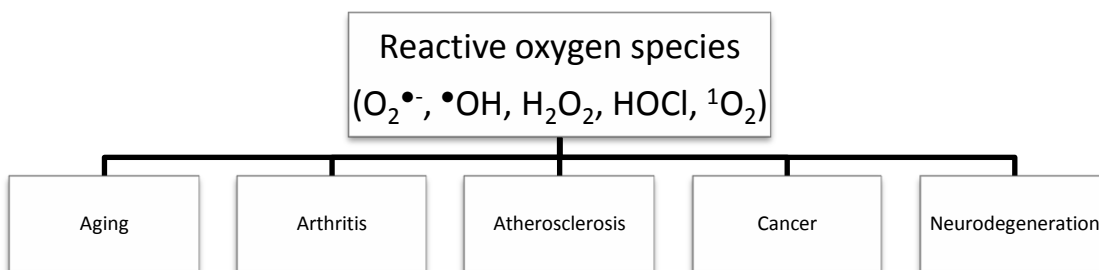 Reactive oxygen species
(O₂•-, •OH, H₂O₂, HOCl, ¹O₂)
Aging
Arthritis
Atherosclerosis
Cancer
Neurodegeneration